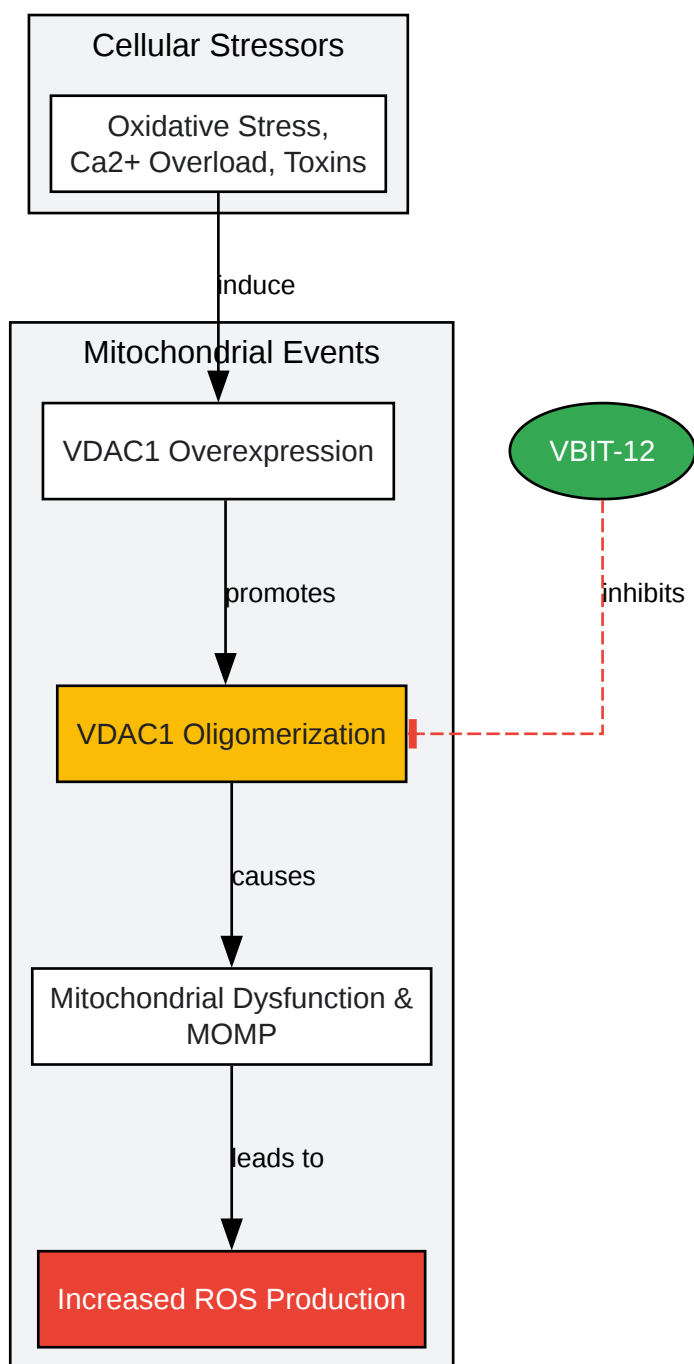 Cellular Stressors
Oxidative Stress,
Ca2+ Overload, Toxins
induce
Mitochondrial Events
VDAC1 Overexpression
VBIT-12
promotes
inhibits
VDAC1 Oligomerization
causes
Mitochondrial Dysfunction &
MOMP
leads to
Increased ROS Production